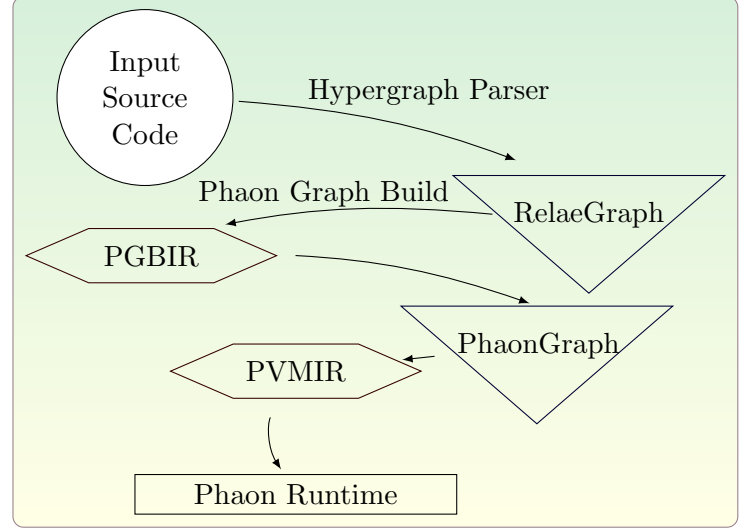 Input
Source
Code
Hypergraph Parser
Phaon Graph Build
RelaeGraph
PGBIR
PhaonGraph
PVMIR
Phaon Runtime